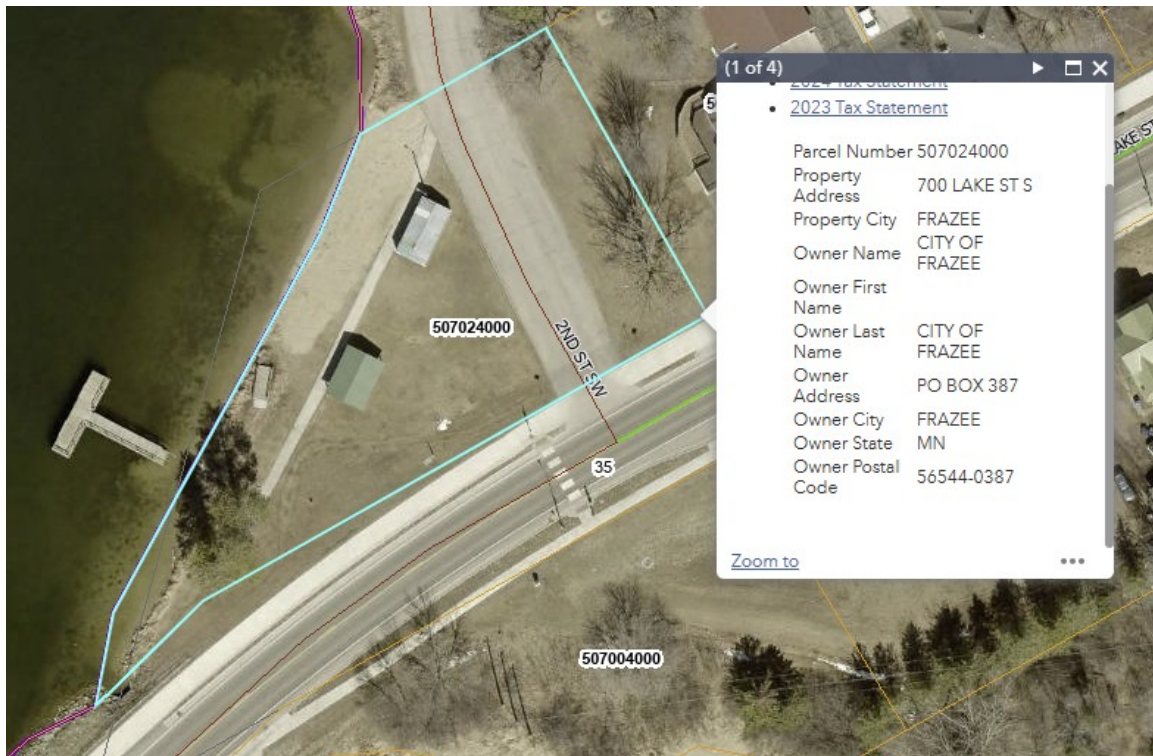 (1 of 4)
2024 Tax Statement
2023 Tax Statement
Parcel Number 507024000
Property Address 700 LAKE ST S
Property City FRAZEE
Owner Name CITY OF FRAZEE
Owner First Name
Owner Last Name CITY OF FRAZEE
Owner Address PO BOX 387
Owner City FRAZEE
Owner State MN
Owner Postal Code 56544-0387
Zoom to
507024000
2ND ST SW
35
507004000
LAKE ST